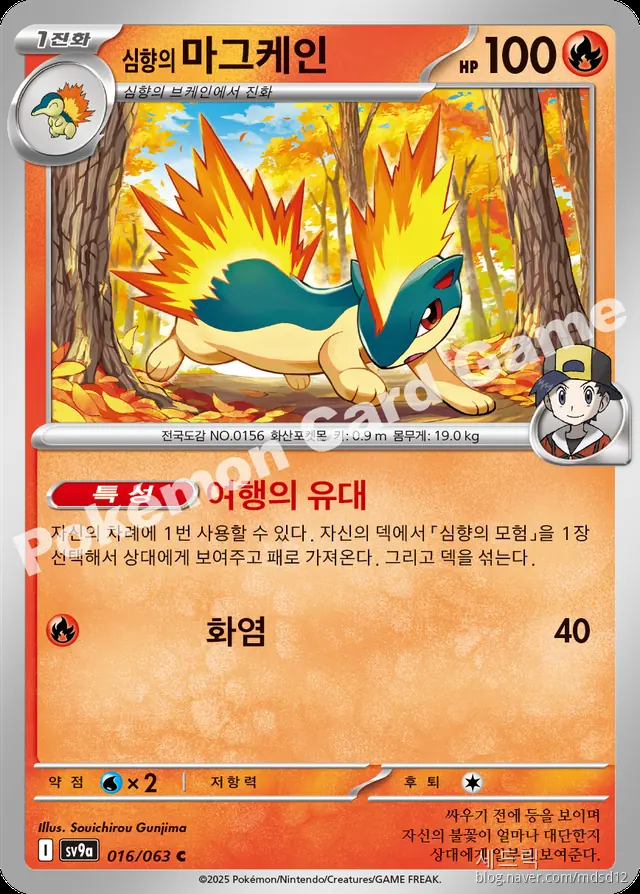 1진화
심향의 마그케인
HP 100
심향의 브케인에서 진화
전국도감 NO.0156 화산포켓몬 키: 0.9 m 몸무게: 19.0 kg
Pokémon Card Game
특성 여행의 유대
자신의 차례에 1번 사용할 수 있다. 자신의 덱에서 「심향의 모험」을 1장
선택해서 상대에게 보여주고 패로 가져온다. 그리고 덱을 섞는다.
화염 40
약점 ×2 저항력 후퇴
Illus. Souichirou Gunjima
싸우기 전에 등을 보이며
자신의 불꽃이 얼마나 대단한지
상대에게 보여준다.
I sv9a 016/063 C
세드릭
blog.naver.com/mdsd12
©2025 Pokémon/Nintendo/Creatures/GAME FREAK.